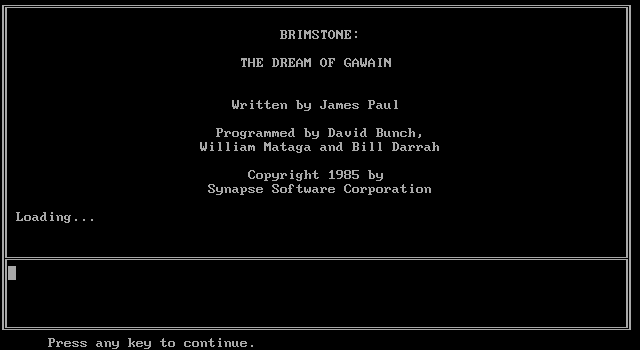 BRIMSTONE:
THE DREAM OF GAWAIN
Written by James Paul
Programmed by David Bunch,
William Mataga and Bill Darrah
Copyright 1985 by
Synapse Software Corporation
Loading...
Press any key to continue.